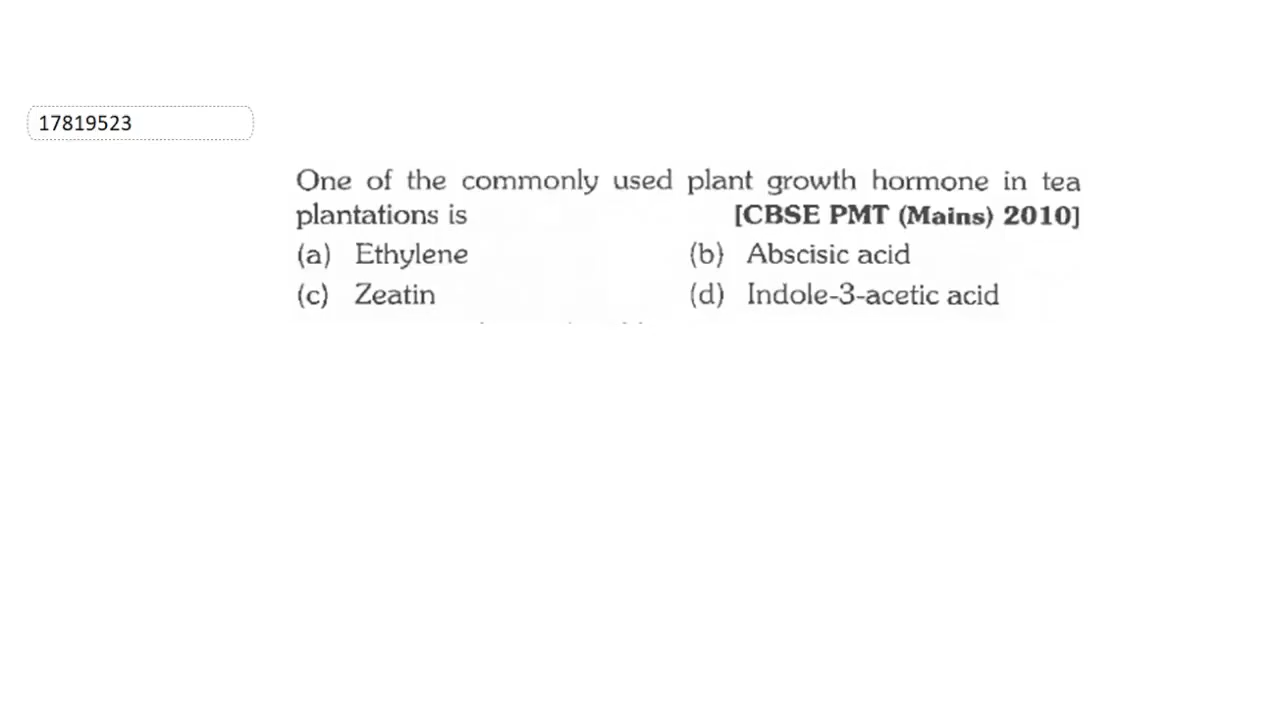 17819523
One of the commonly used plant growth hormone in tea
plantations is [CBSE PMT (Mains) 2010]
(a) Ethylene (b) Abscisic acid
(c) Zeatin (d) Indole-3-acetic acid